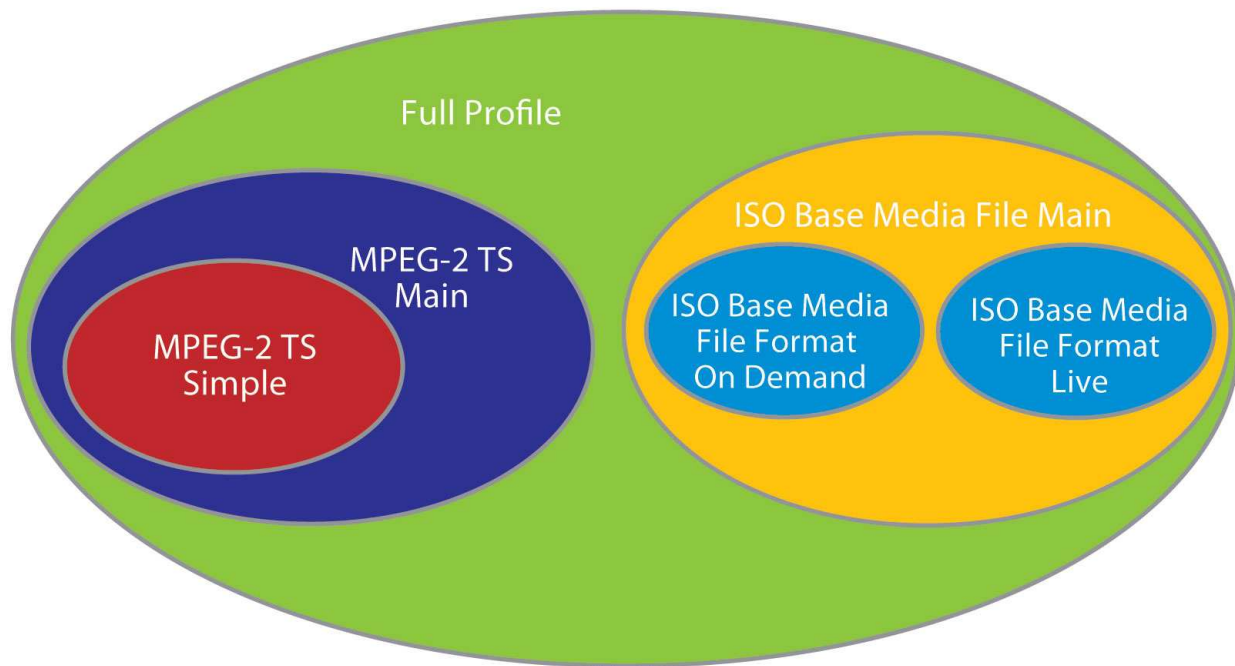 Full Profile
MPEG-2 TS
Main
MPEG-2 TS
Simple
ISO Base Media File Main
ISO Base Media
File Format
On Demand
ISO Base Media
File Format
Live